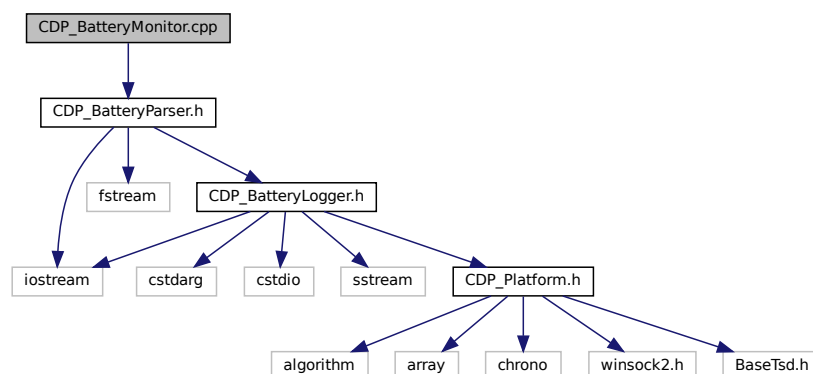 CDP_BatteryMonitor.cpp
CDP_BatteryParser.h
fstream
CDP_BatteryLogger.h
iostream
cstdarg
cstdio
sstream
CDP_Platform.h
algorithm
array
chrono
winsock2.h
BaseTsd.h